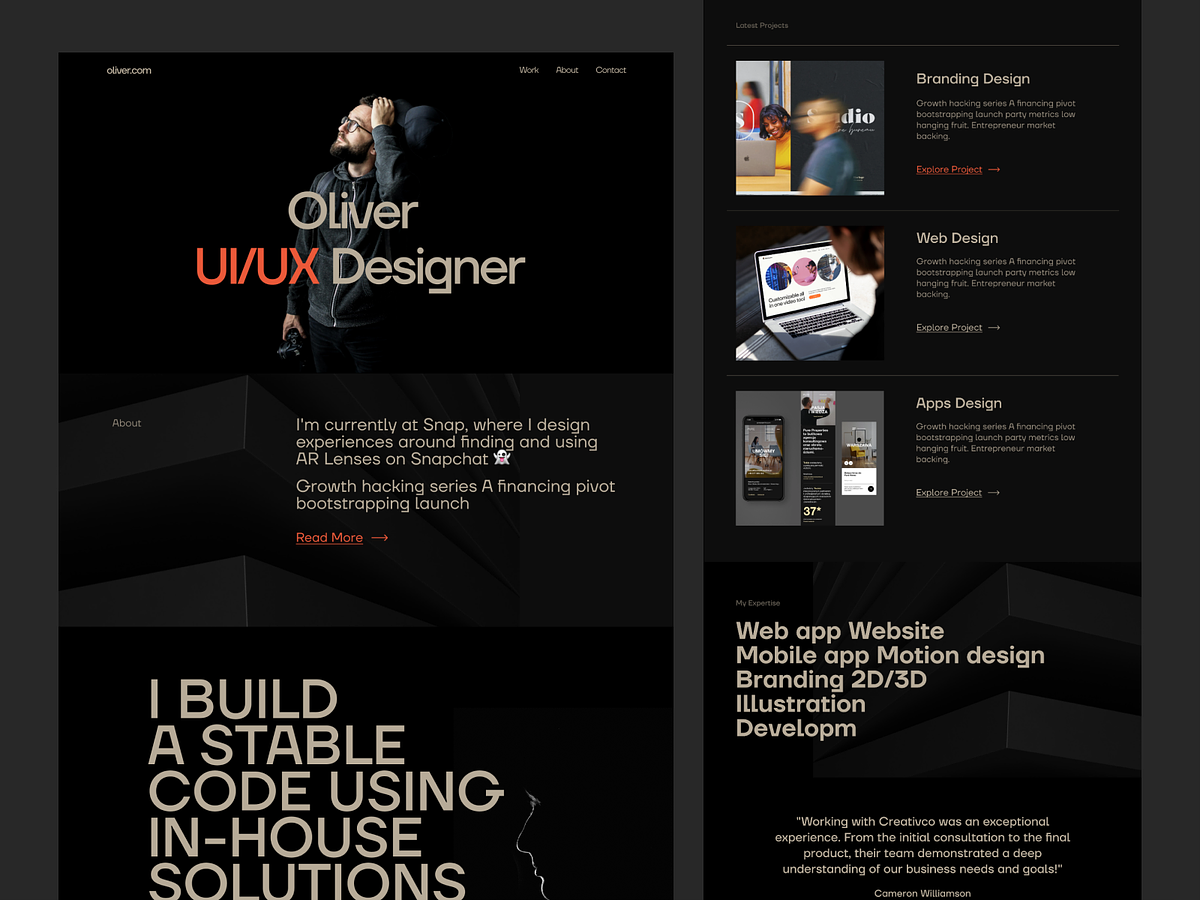 oliver.com
Work About Contact
Oliver
UI/UX Designer
About
I'm currently at Snap, where I design
experiences around finding and using
AR Lenses on Snapchat 👻
Growth hacking series A financing pivot
bootstrapping launch
Read More →
I BUILD
A STABLE
CODE USING
IN-HOUSE
SOLUTIONS
Latest Projects
Branding Design
Growth hacking series A financing pivot
bootstrapping launch party metrics low
hanging fruit. Entrepreneur market
backing.
Explore Project →
Web Design
Growth hacking series A financing pivot
bootstrapping launch party metrics low
hanging fruit. Entrepreneur market
backing.
Customizable all
in one video tool
Explore Project →
Apps Design
Growth hacking series A financing pivot
bootstrapping launch party metrics low
hanging fruit. Entrepreneur market
backing.
37*
Explore Project →
My Expertise
Web app Website
Mobile app Motion design
Branding 2D/3D
Illustration
Developm
"Working with Creativco was an exceptional
experience. From the initial consultation to the final
product, their team demonstrated a deep
understanding of our business needs and goals!"
Cameron Williamson